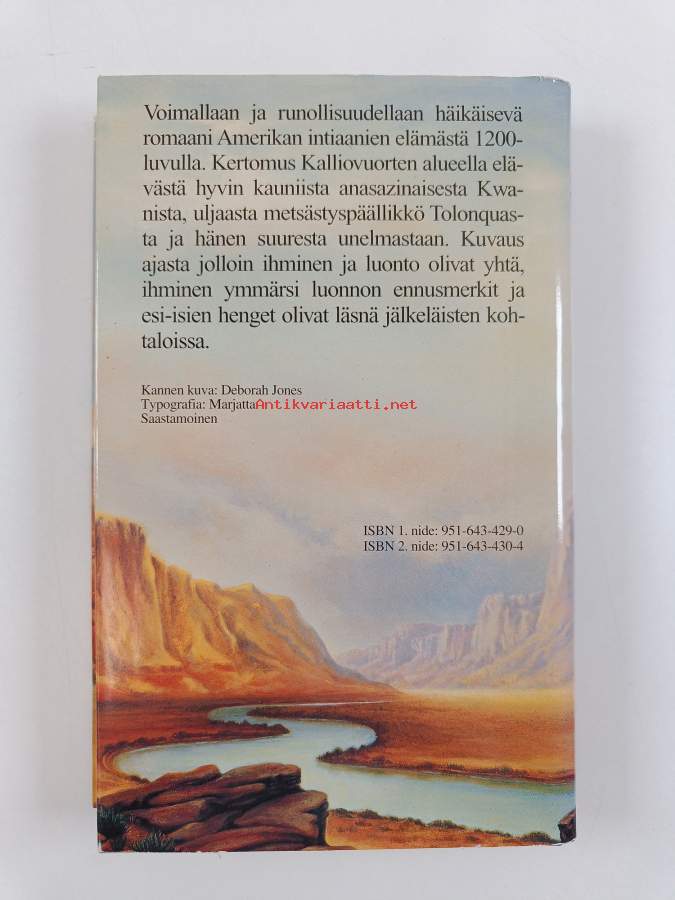 Voimallaan ja runollisuudellaan häikäisevä
romaani Amerikan intiaanien elämästä 1200-
luvulla. Kertomus Kalliovuorten alueella elä-
västä hyvin kauniista anasazinaisesta Kwa-
nista, uljaasta metsästyspäällikkö Tolonquas-
ta ja hänen suuresta unelmastaan. Kuvaus
ajasta jolloin ihminen ja luonto olivat yhtä,
ihminen ymmärsi luonnon ennusmerkit ja
esi-isien henget olivat läsnä jälkeläisten koh-
taloissa.
Kannen kuva: Deborah Jones
Typografia: Marjatta
Antikvariaatti.net
Saastamoinen
ISBN 1. nide: 951-643-429-0
ISBN 2. nide: 951-643-430-4